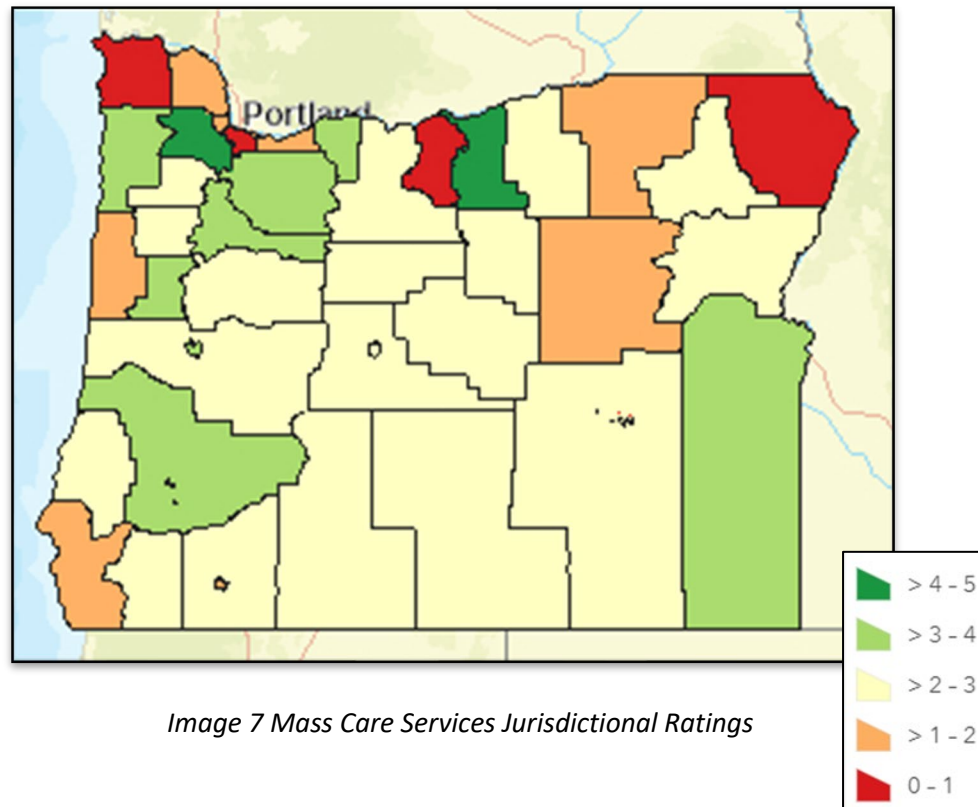 Portland
> 4 - 5
> 3 - 4
> 2 - 3
> 1 - 2
0 - 1
Image 7 Mass Care Services Jurisdictional Ratings